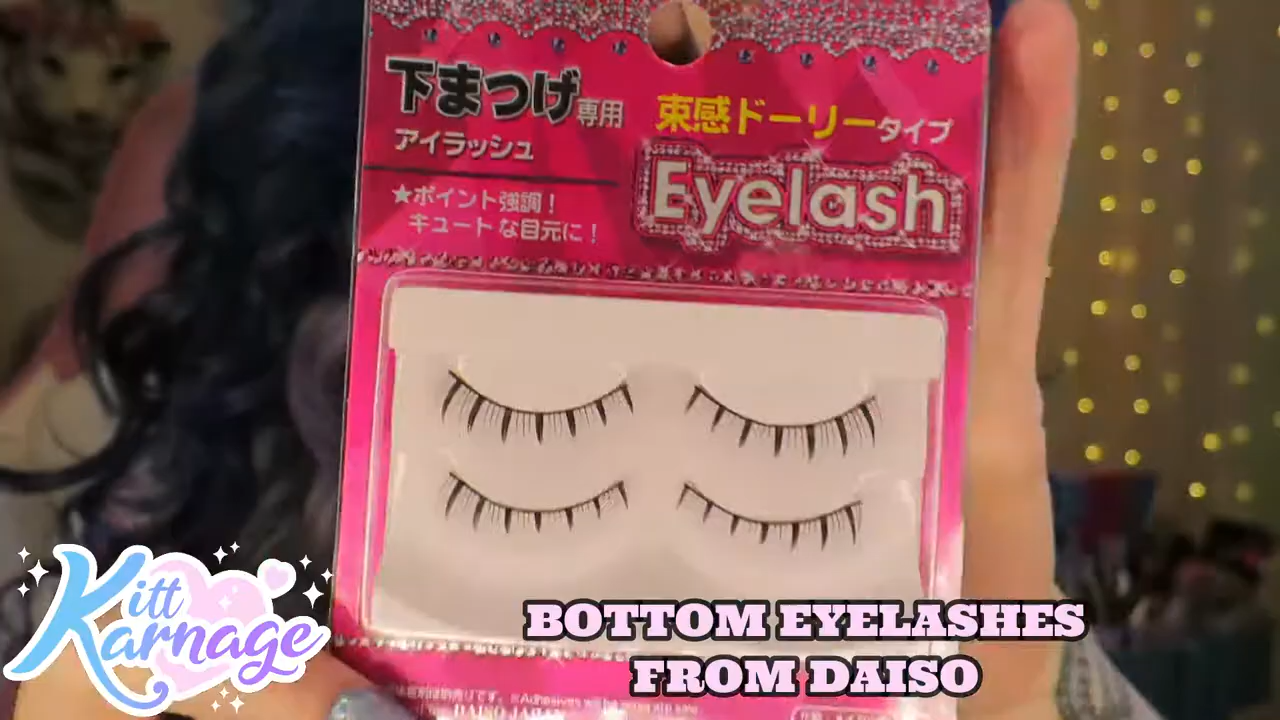 下まつげ専用
アイラッシュ
束感ドーリータイプ
Eyelash
★ポイント強調！
キュートな目元に！
Kitt
Karnage
BOTTOM EYELASHES
FROM DAISO
DAISO JAPAN